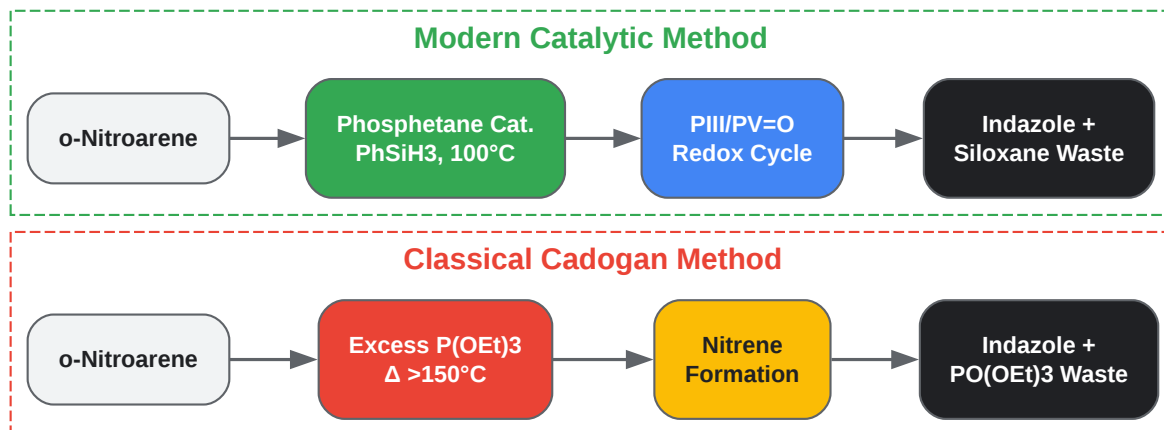 Modern Catalytic Method
o-Nitroarene
Phosphetane Cat.
PhSiH3, 100°C
PIII/PV=O
Redox Cycle
Indazole +
Siloxane Waste
Classical Cadogan Method
o-Nitroarene
Excess P(OEt)3
Δ >150°C
Nitrene
Formation
Indazole +
PO(OEt)3 Waste